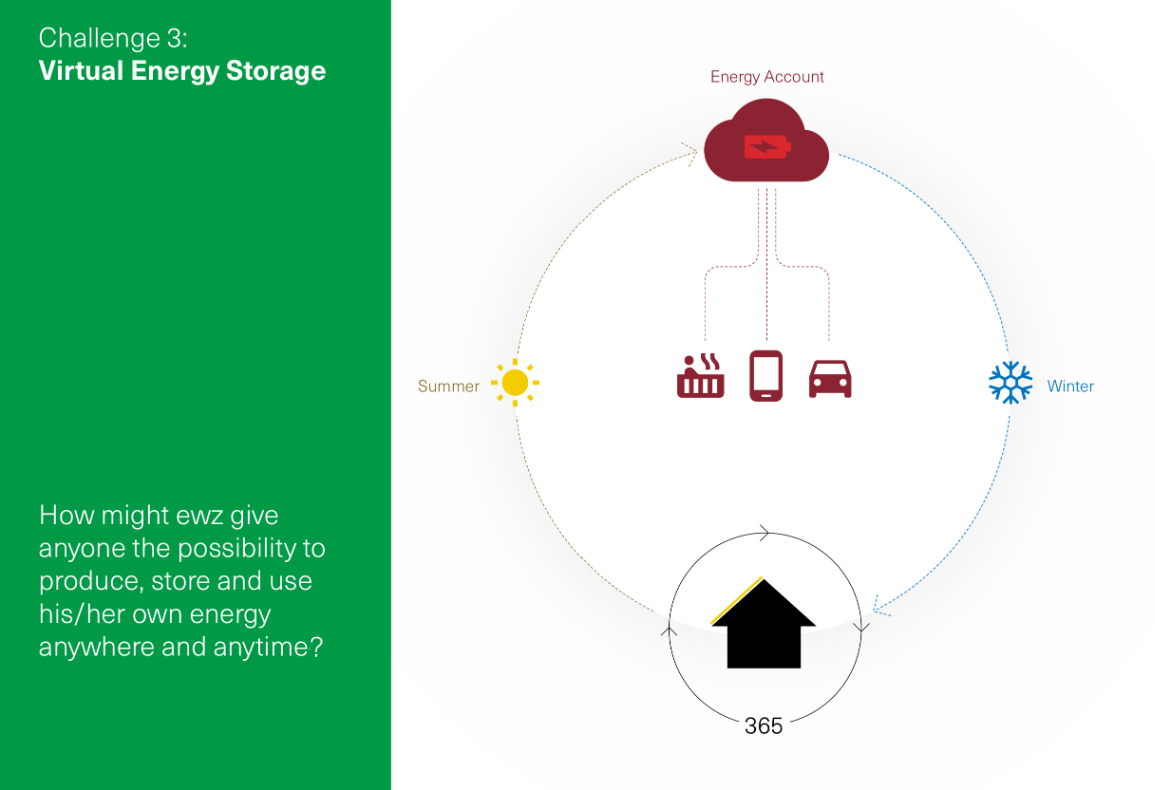 Challenge 3:
Virtual Energy Storage
How might ewz give
anyone the possibility to
produce, store and use
his/her own energy
anywhere and anytime?
Energy Account
Summer
Winter
365